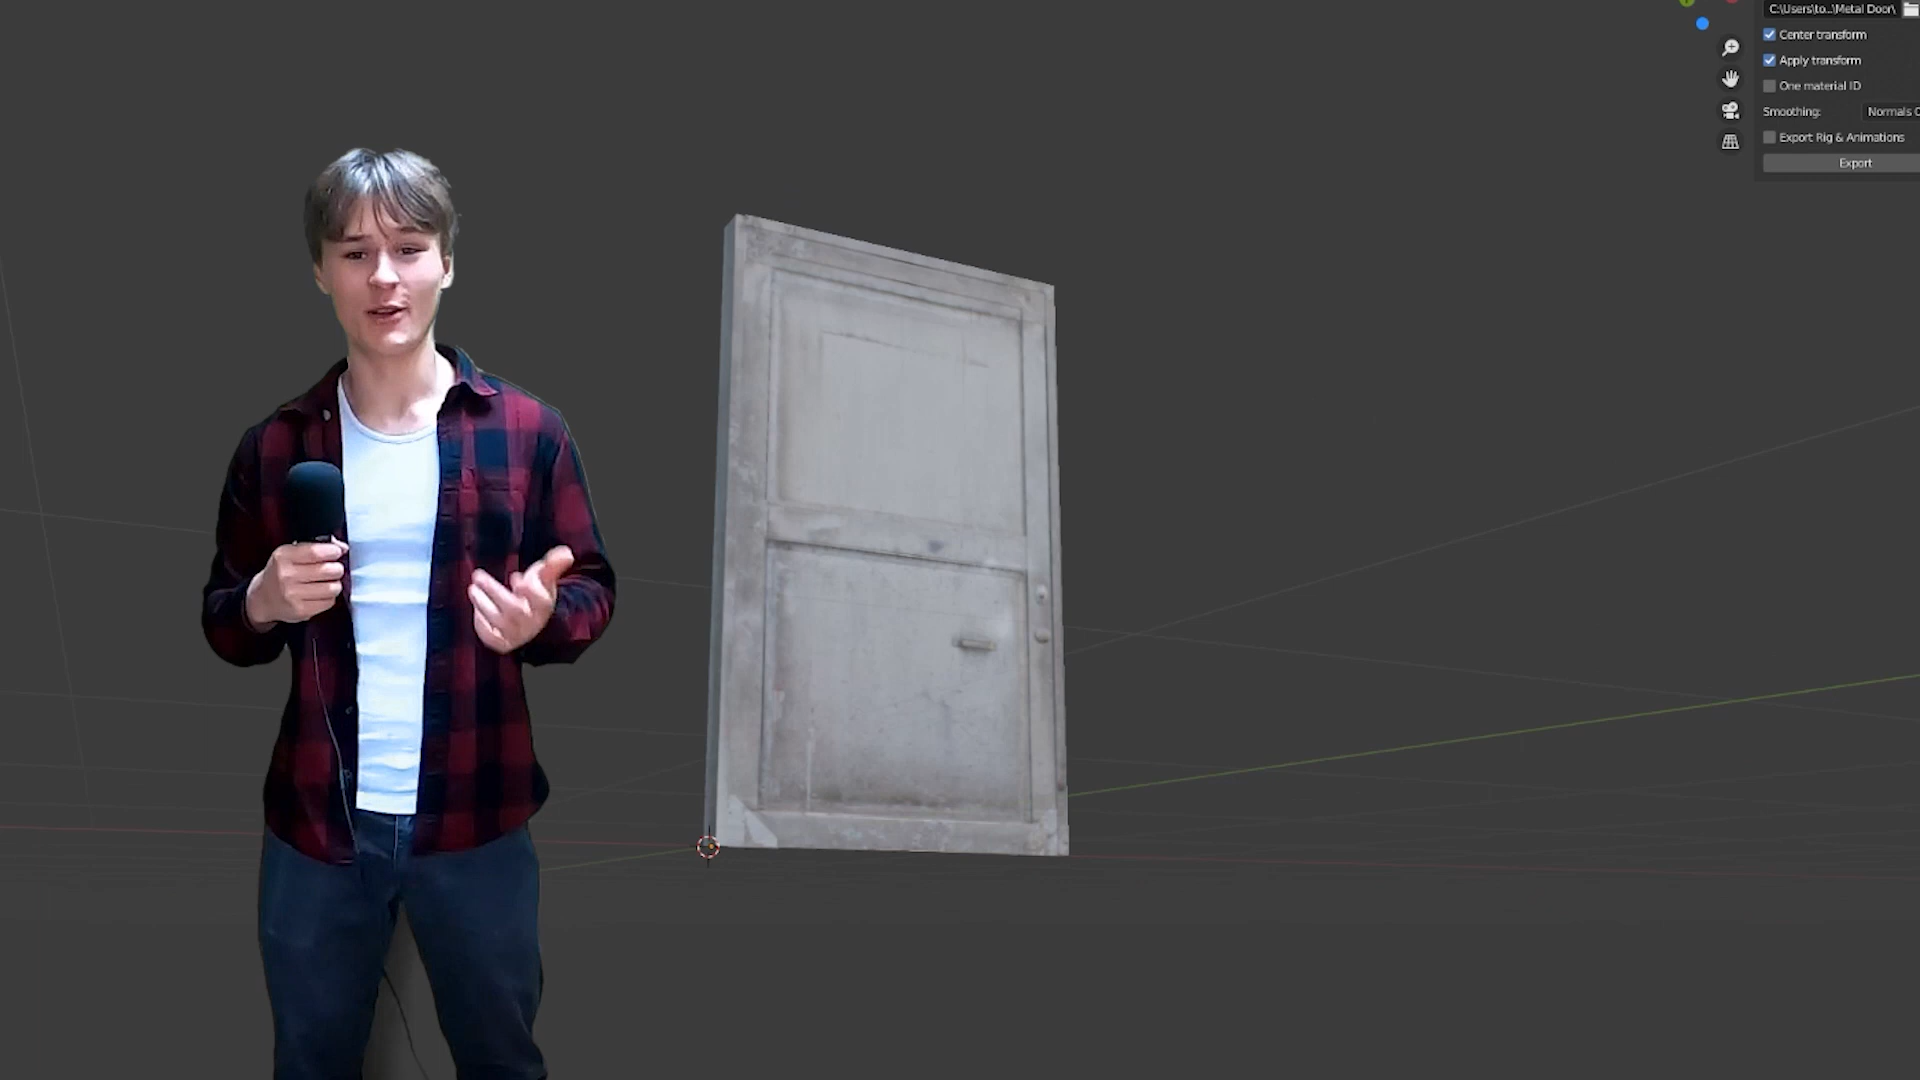 C:\Users\to...\Metal Door\
Center transform
Apply transform
One material ID
Smoothing: Normals
Export Rig & Animations
Export